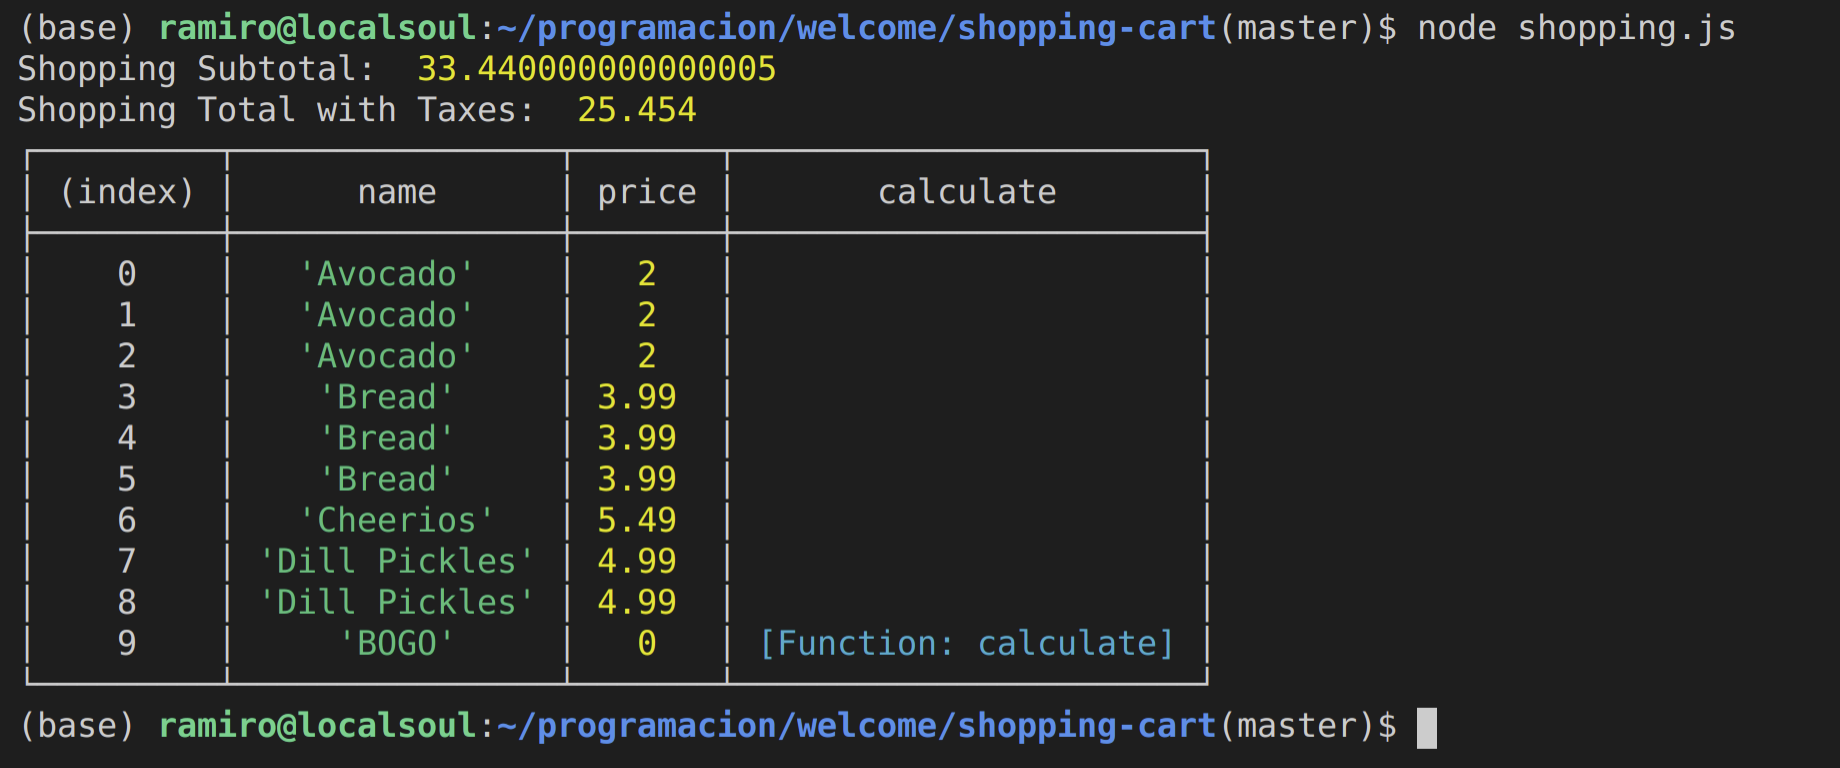 (base) ramiro@localsoul:~/programacion/welcome/shopping-cart(master)$ node shopping.js
Shopping Subtotal:  33.440000000000005
Shopping Total with Taxes:  25.454
(index) name price calculate
0 'Avocado' 2
1 'Avocado' 2
2 'Avocado' 2
3 'Bread' 3.99
4 'Bread' 3.99
5 'Bread' 3.99
6 'Cheerios' 5.49
7 'Dill Pickles' 4.99
8 'Dill Pickles' 4.99
9 'BOGO' 0 [Function: calculate]
(base) ramiro@localsoul:~/programacion/welcome/shopping-cart(master)$